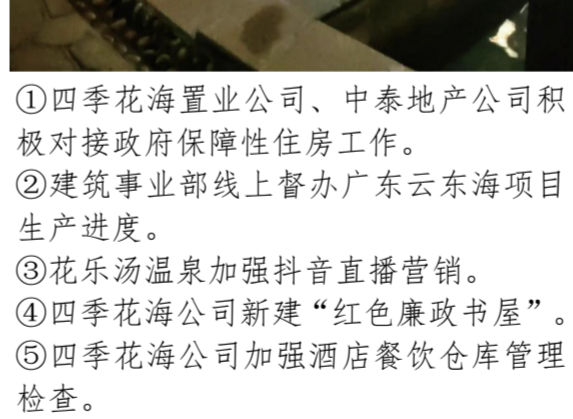 ①四季花海置业公司、中泰地产公司积
极对接政府保障性住房工作。
②建筑事业部线上督办广东云东海项目
生产进度。
③花乐汤温泉加强抖音直播营销。
④四季花海公司新建“红色廉政书屋”。
⑤四季花海公司加强酒店餐饮仓库管理
检查。